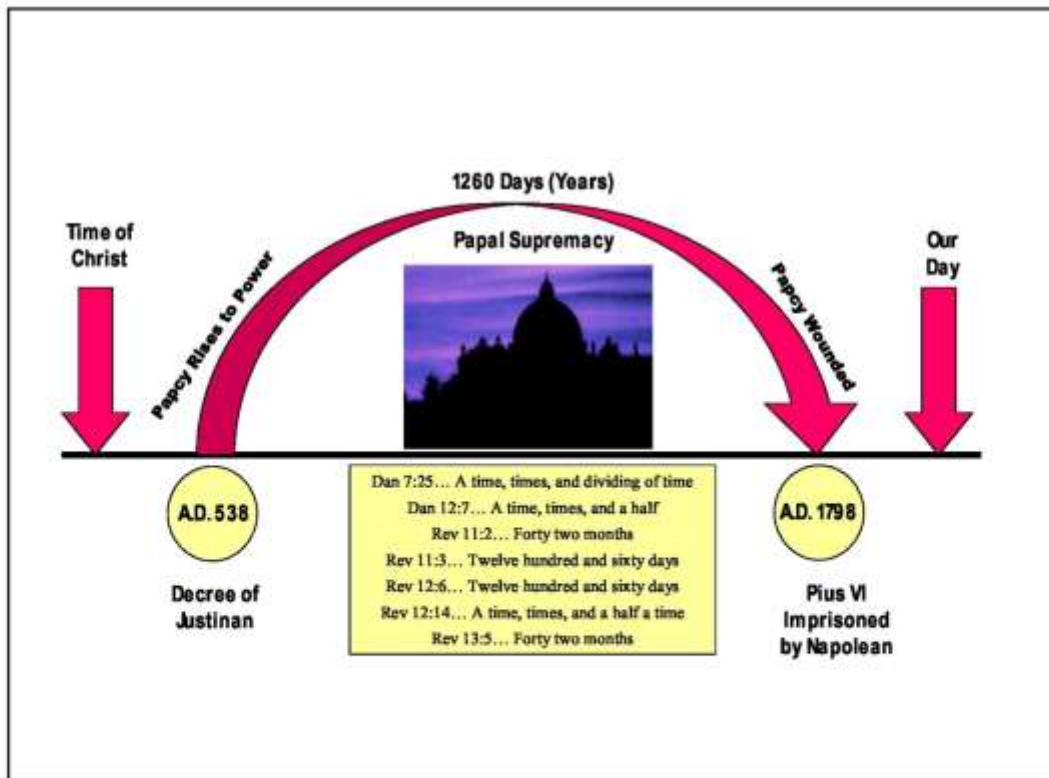 1260 Days (Years)
Time of
Christ
Papcy Rises to Power
Papal Supremacy
Papcy Wounded
Our
Day
A.D. 538
Decree of
Justinan
Dan 7:25... A time, times, and dividing of time
Dan 12:7... A time, times, and a half
Rev 11:2... Forty two months
Rev 11:3... Twelve hundred and sixty days
Rev 12:6... Twelve hundred and sixty days
Rev 12:14... A time, times, and a half a time
Rev 13:5... Forty two months
A.D. 1798
Pius VI
Imprisoned
by Napolean